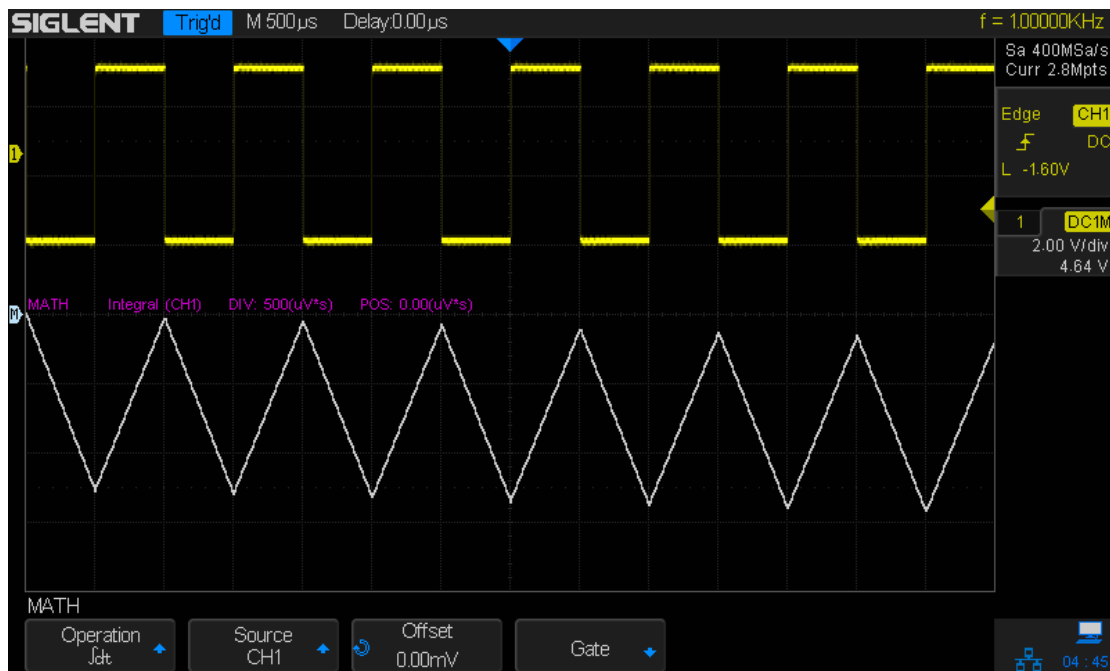 SIGLENT Trig'd M 500µs Delay:0.00µs f = 1.00000KHz
Sa 400MSa/s
Curr 2.8Mpts
Edge CH1
DC
L -1.60V
1 DC1M
2.00 V/div
4.64 V
1
MATH Integral (CH1) DIV: 500(uV*s) POS: 0.00(uV*s)
M
MATH
Operation
∫dt
Source
CH1
Offset
0.00mV
Gate
04:45